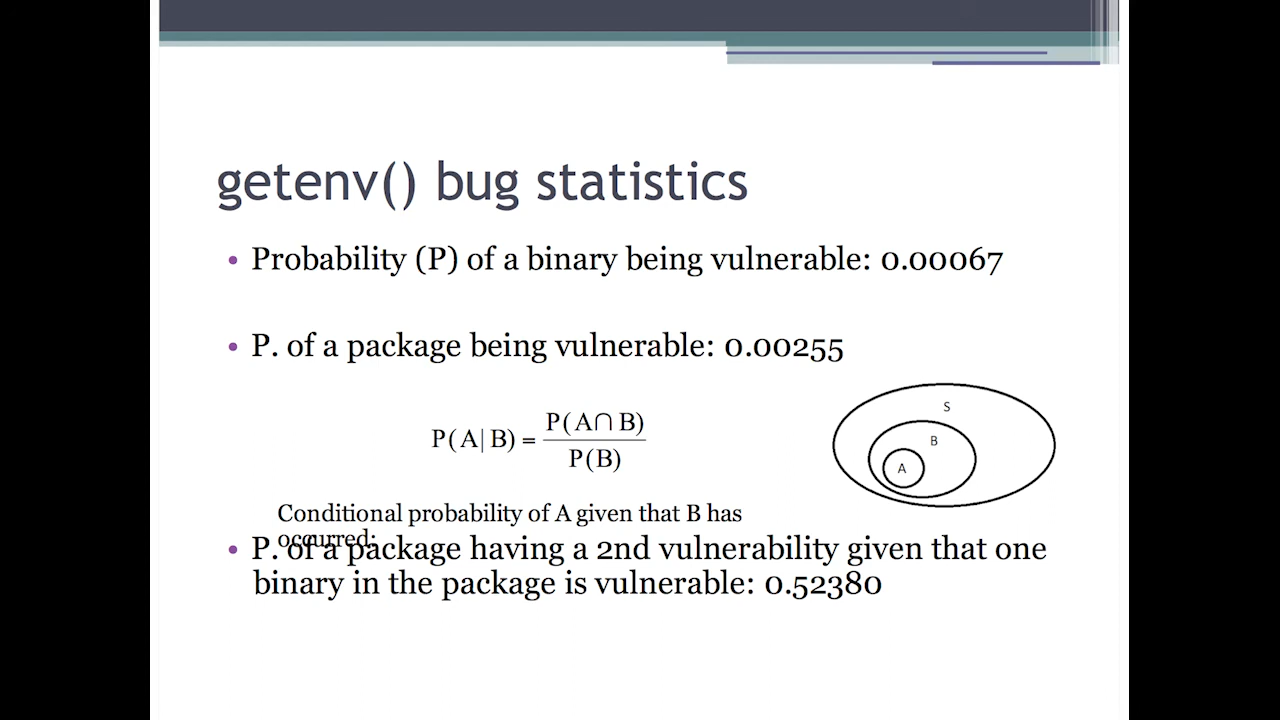 getenv() bug statistics
• Probability (P) of a binary being vulnerable: 0.00067
• P. of a package being vulnerable: 0.00255
P(A|B) = P(A∩B) / P(B)
S
B
A
Conditional probability of A given that B has
occurred:
• P. of a package having a 2nd vulnerability given that one
binary in the package is vulnerable: 0.52380